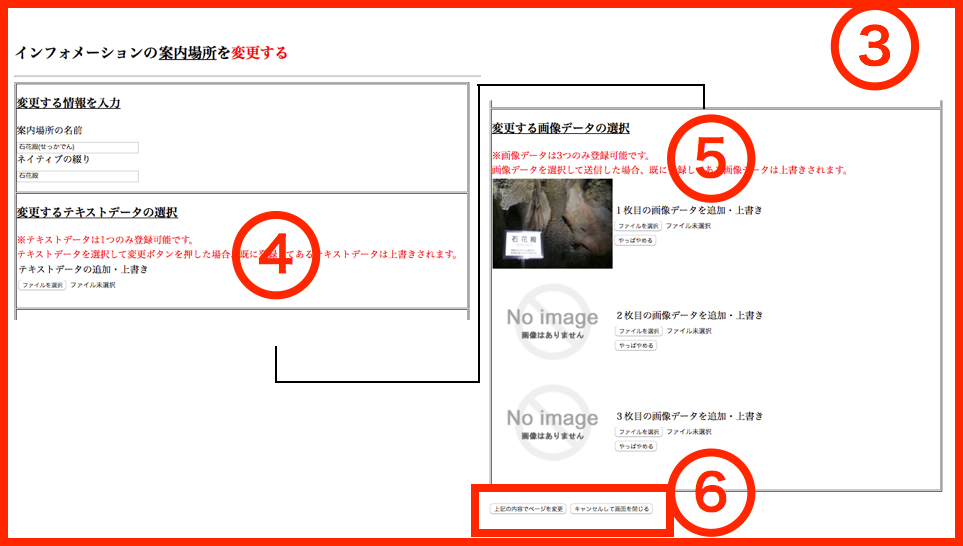 インフォメーションの案内場所を変更する
③
変更する情報を入力
案内場所の名前
石花殿(せっかでん)
ネイティブの綴り
石花殿
変更するテキストデータの選択
※テキストデータは1つのみ登録可能です。
テキストデータを選択して変更ボタンを押した場合、既に登録してあるテキストデータは上書きされます。
④
テキストデータの追加・上書き
ファイルを選択 ファイル未選択
変更する画像データの選択
⑤
※画像データは3つのみ登録可能です。
画像データを選択して送信した場合、既に登録してある画像データは上書きされます。
石花殿
1枚目の画像データを追加・上書き
ファイルを選択 ファイル未選択
やっぱやめる
No image
画像はありません
2枚目の画像データを追加・上書き
ファイルを選択 ファイル未選択
やっぱやめる
No image
画像はありません
3枚目の画像データを追加・上書き
ファイルを選択 ファイル未選択
やっぱやめる
⑥
上記の内容でページを変更 キャンセルして画面を閉じる